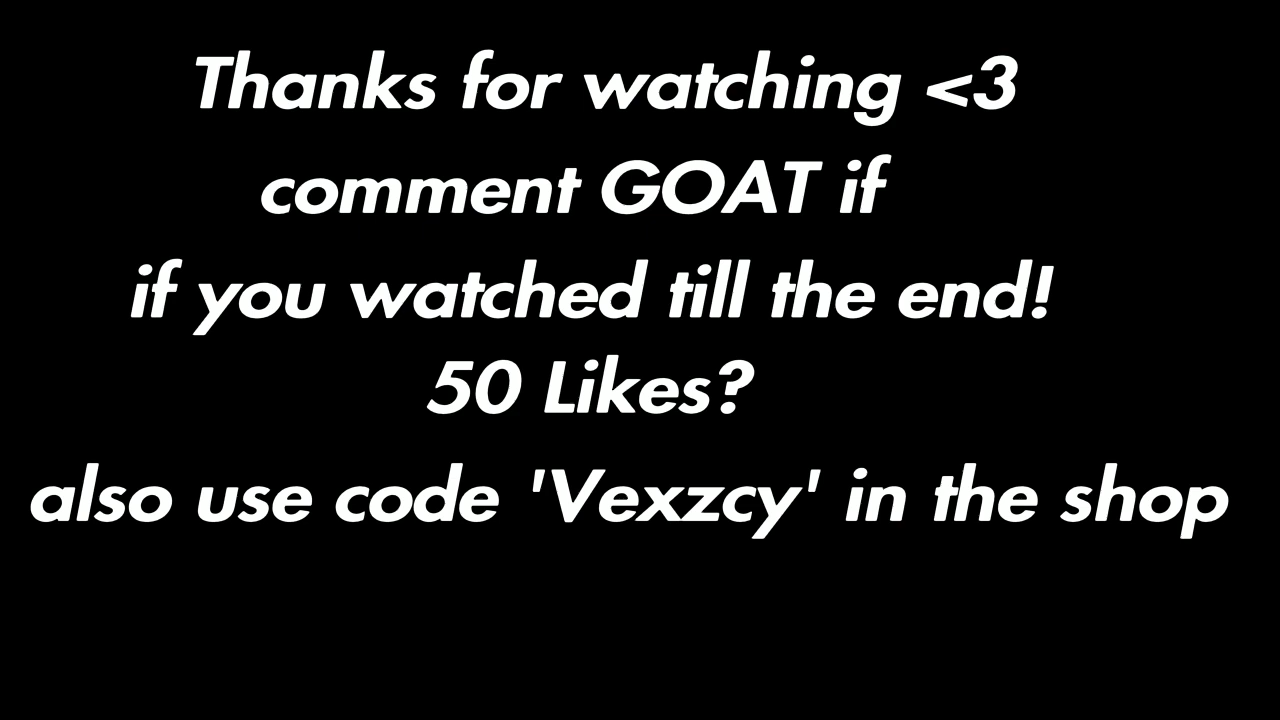 Thanks for watching <3
comment GOAT if
if you watched till the end!
50 Likes?
also use code 'Vexzcy' in the shop